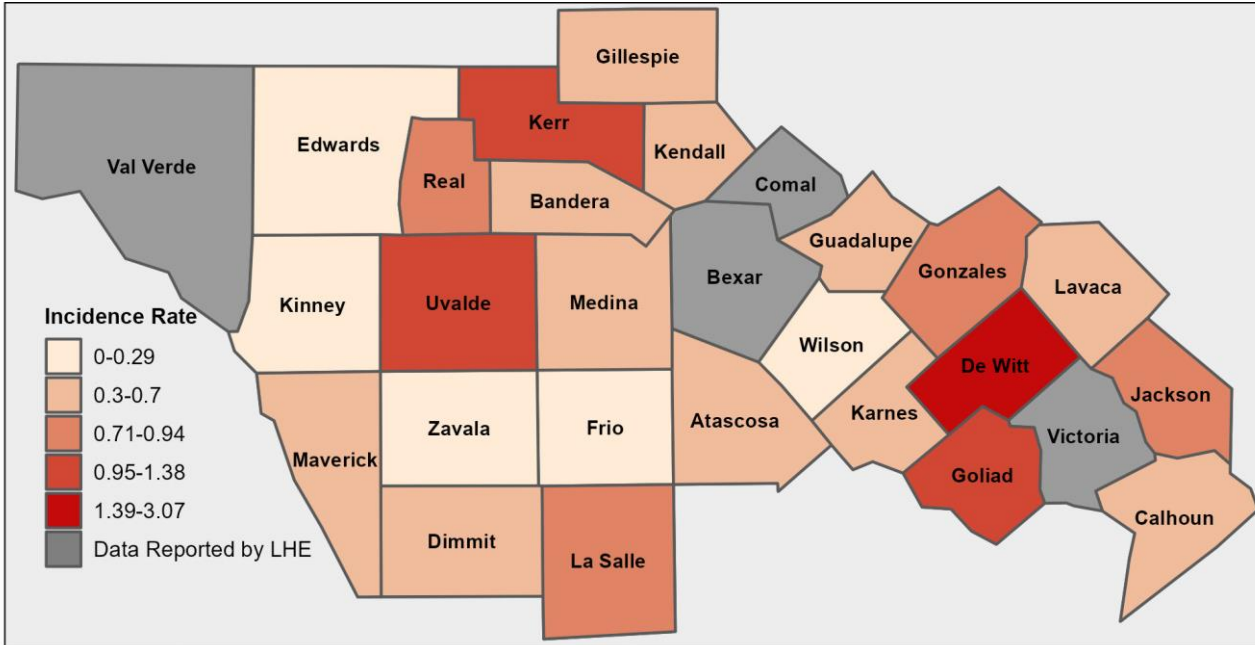 Gillespie
Kerr
Edwards
Kendall
Val Verde
Real
Comal
Bandera
Guadalupe
Gonzales
Bexar
Lavaca
Kinney
Uvalde
Medina
Incidence Rate
0-0.29
0.3-0.7
0.71-0.94
0.95-1.38
1.39-3.07
Data Reported by LHE
Wilson
De Witt
Jackson
Karnes
Atascosa
Zavala
Frio
Victoria
Maverick
Goliad
Calhoun
Dimmit
La Salle